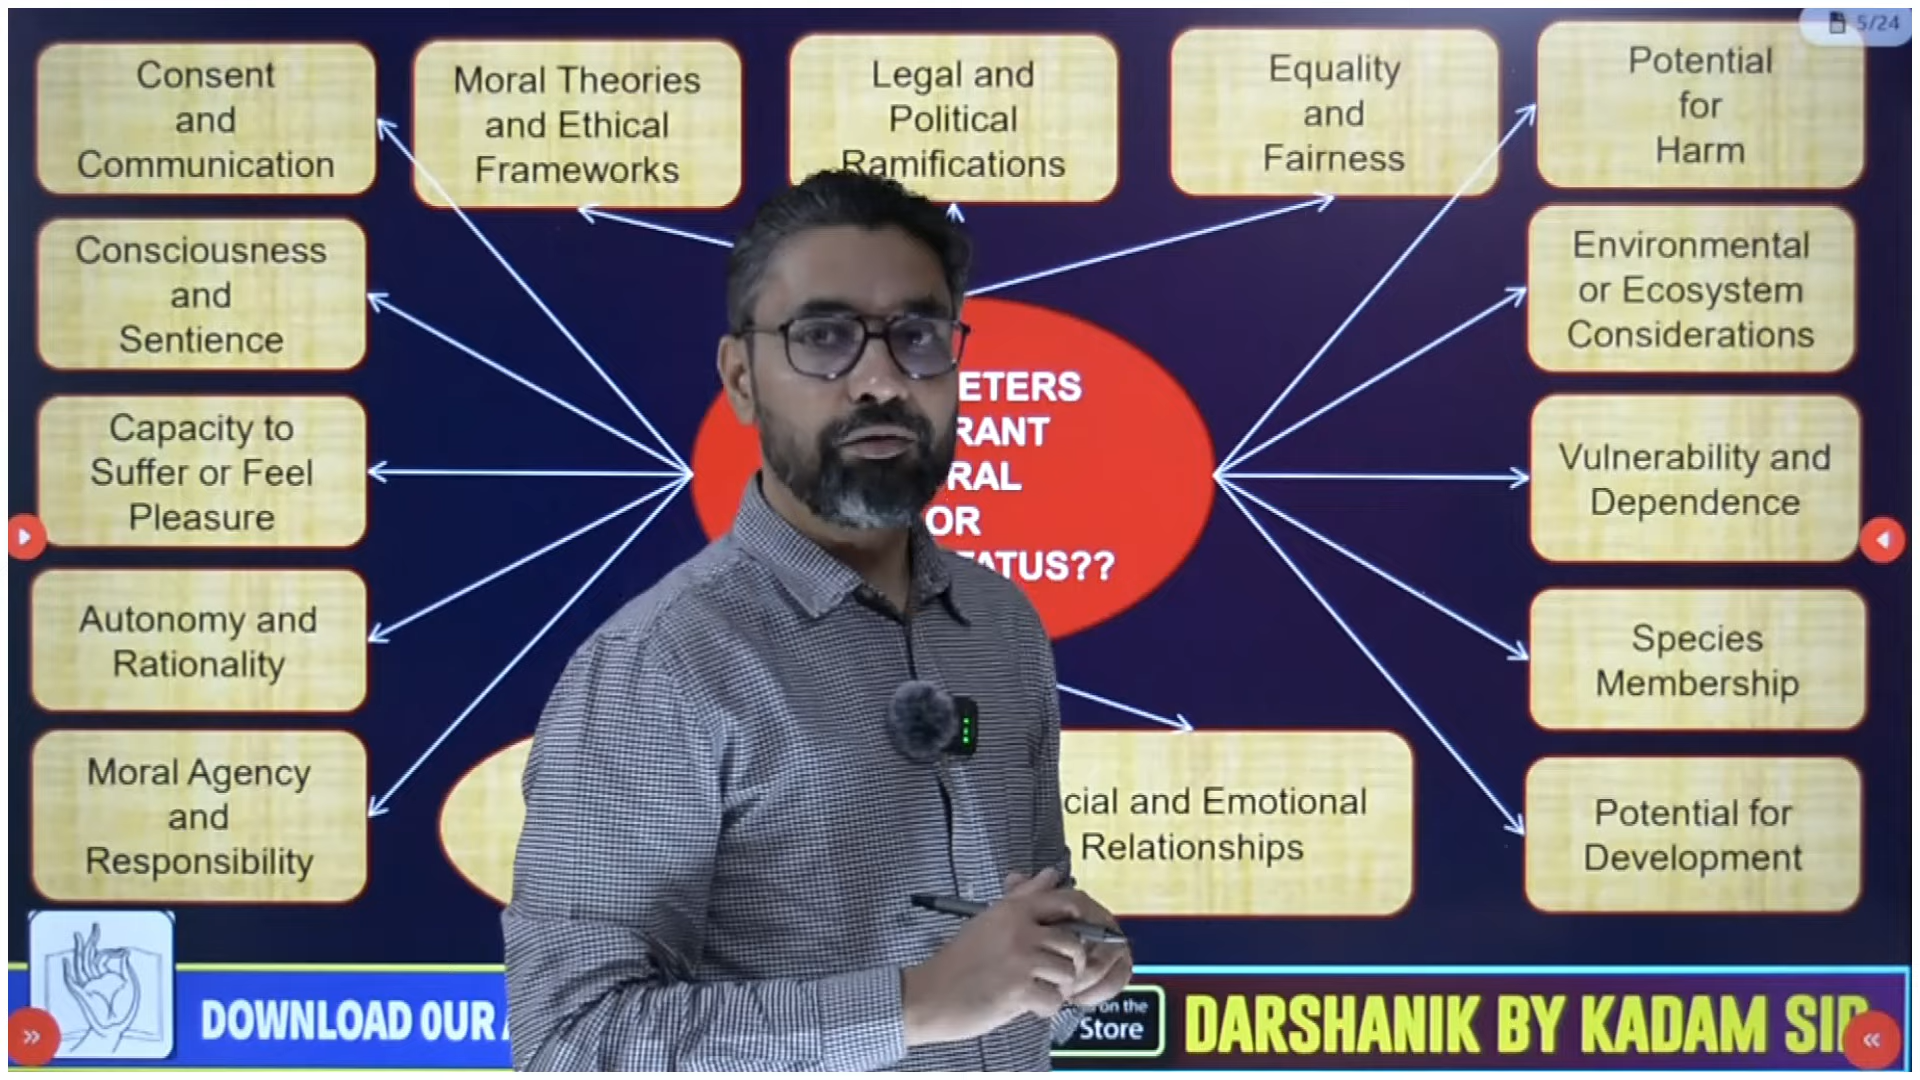 5/24
Consent
and
Communication
Moral Theories
and Ethical
Frameworks
Legal and
Political
Ramifications
Equality
and
Fairness
Potential
for
Harm
Consciousness
and
Sentience
Environmental
or Ecosystem
Considerations
Capacity to
Suffer or Feel
Pleasure
ETERS
RANT
RAL
OR
TATUS??
Vulnerability and
Dependence
Autonomy and
Rationality
Species
Membership
Moral Agency
and
Responsibility
cial and Emotional
Relationships
Potential for
Development
DOWNLOAD OUR
on the
Store
DARSHANIK BY KADAM SIR